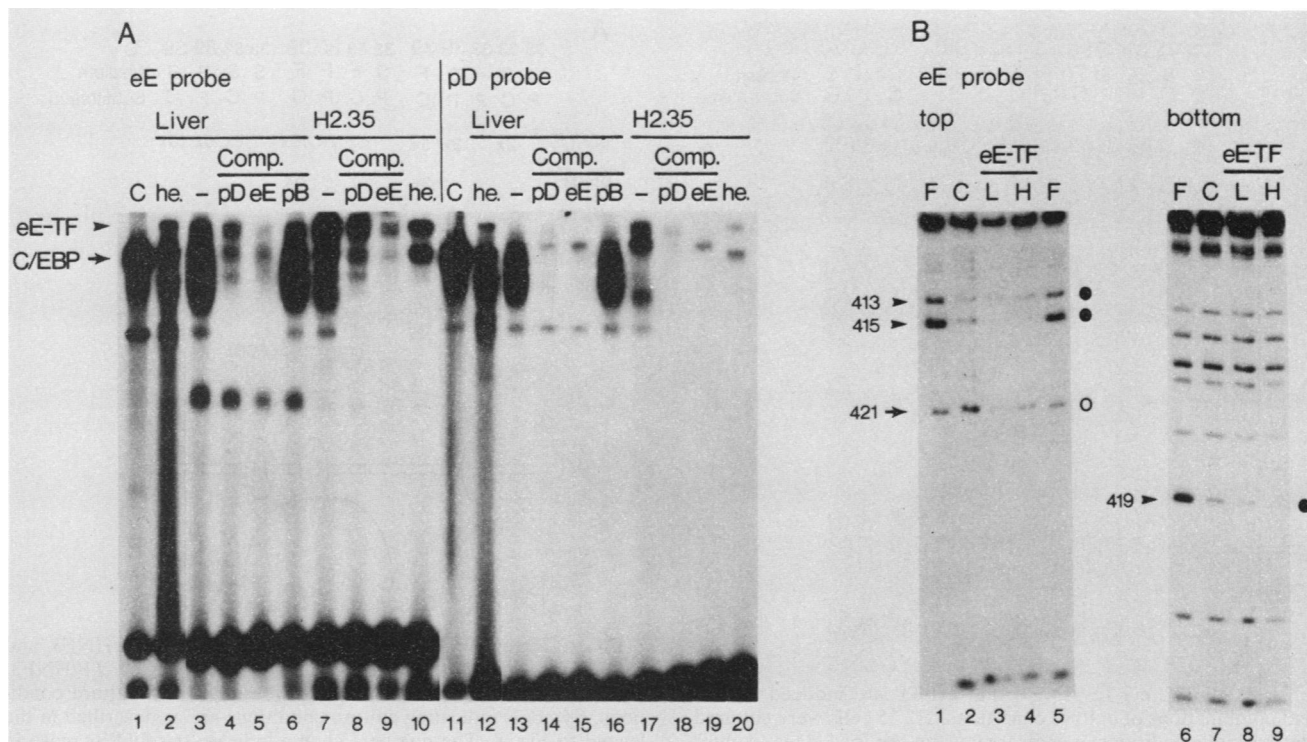 A
eE probe
pD probe
Liver
H2.35
Liver
H2.35
Comp.
Comp.
Comp.
Comp.
C he. – pD eE pB – pD eE he. C he. – pD eE pB – pD eE he.
eE-TF
C/EBP
1 2 3 4 5 6 7 8 9 10 11 12 13 14 15 16 17 18 19 20
B
eE probe
top
bottom
eE-TF
eE-TF
F C L H F
F C L H
413
415
421
419
1 2 3 4 5
6 7 8 9